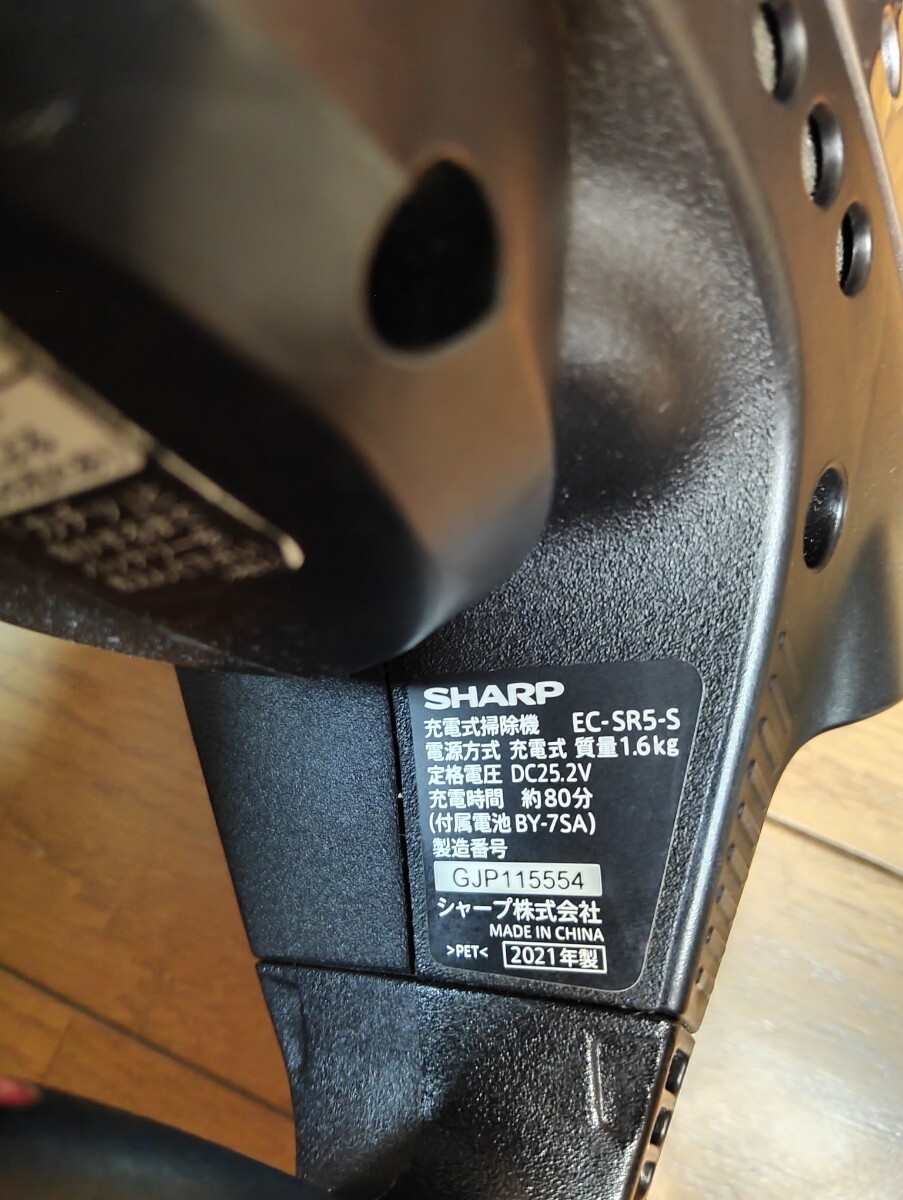 SHARP
充電式掃除機 EC-SR5-S
電源方式 充電式 質量1.6kg
定格電圧 DC25.2V
充電時間 約80分
(付属電池 BY-7SA)
製造番号
GJP115554
シャープ株式会社
MADE IN CHINA
>PET< 2021年製